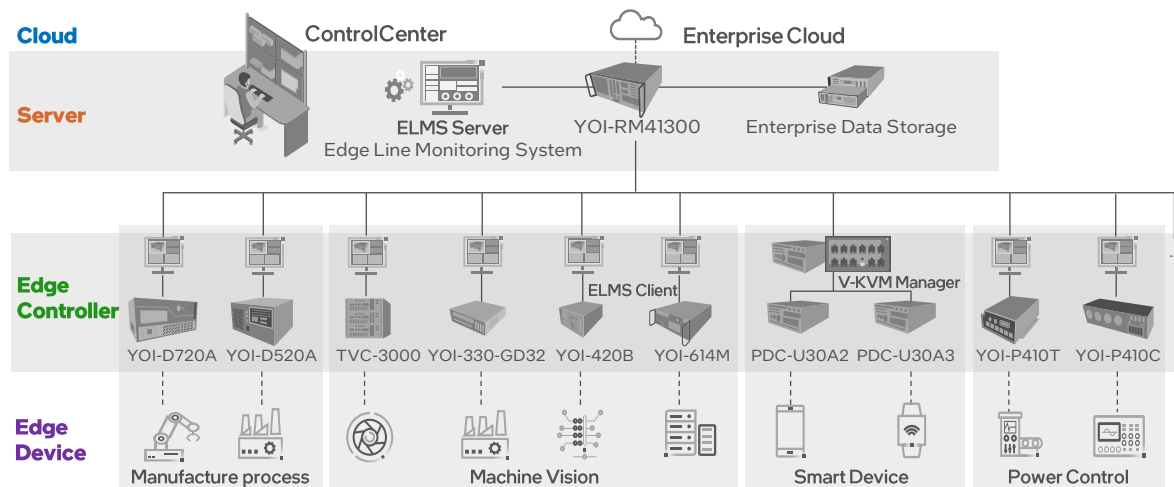 Cloud
ControlCenter
Enterprise Cloud
Server
ELMS Server
Edge Line Monitoring System
YOI-RM41300
Enterprise Data Storage
Edge
Controller
ELMS Client
V-KVM Manager
YOI-D720A
YOI-D520A
TVC-3000
YOI-330-GD32
YOI-420B
YOI-614M
PDC-U30A2
PDC-U30A3
YOI-P410T
YOI-P410C
Edge
Device
Manufacture process
Machine Vision
Smart Device
Power Control